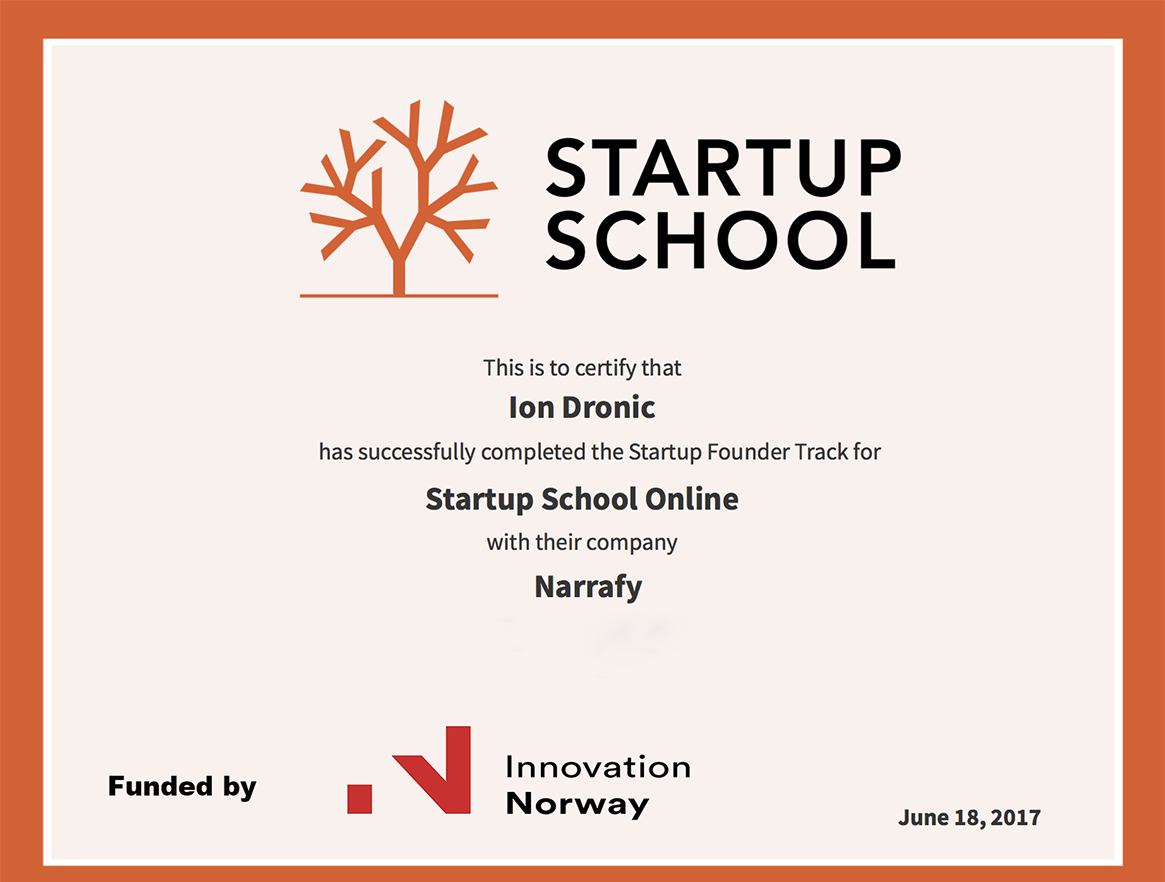 STARTUP
SCHOOL
This is to certify that
Ion Dronic
has successfully completed the Startup Founder Track for
Startup School Online
with their company
Narrafy
Funded by
Innovation
Norway
June 18, 2017